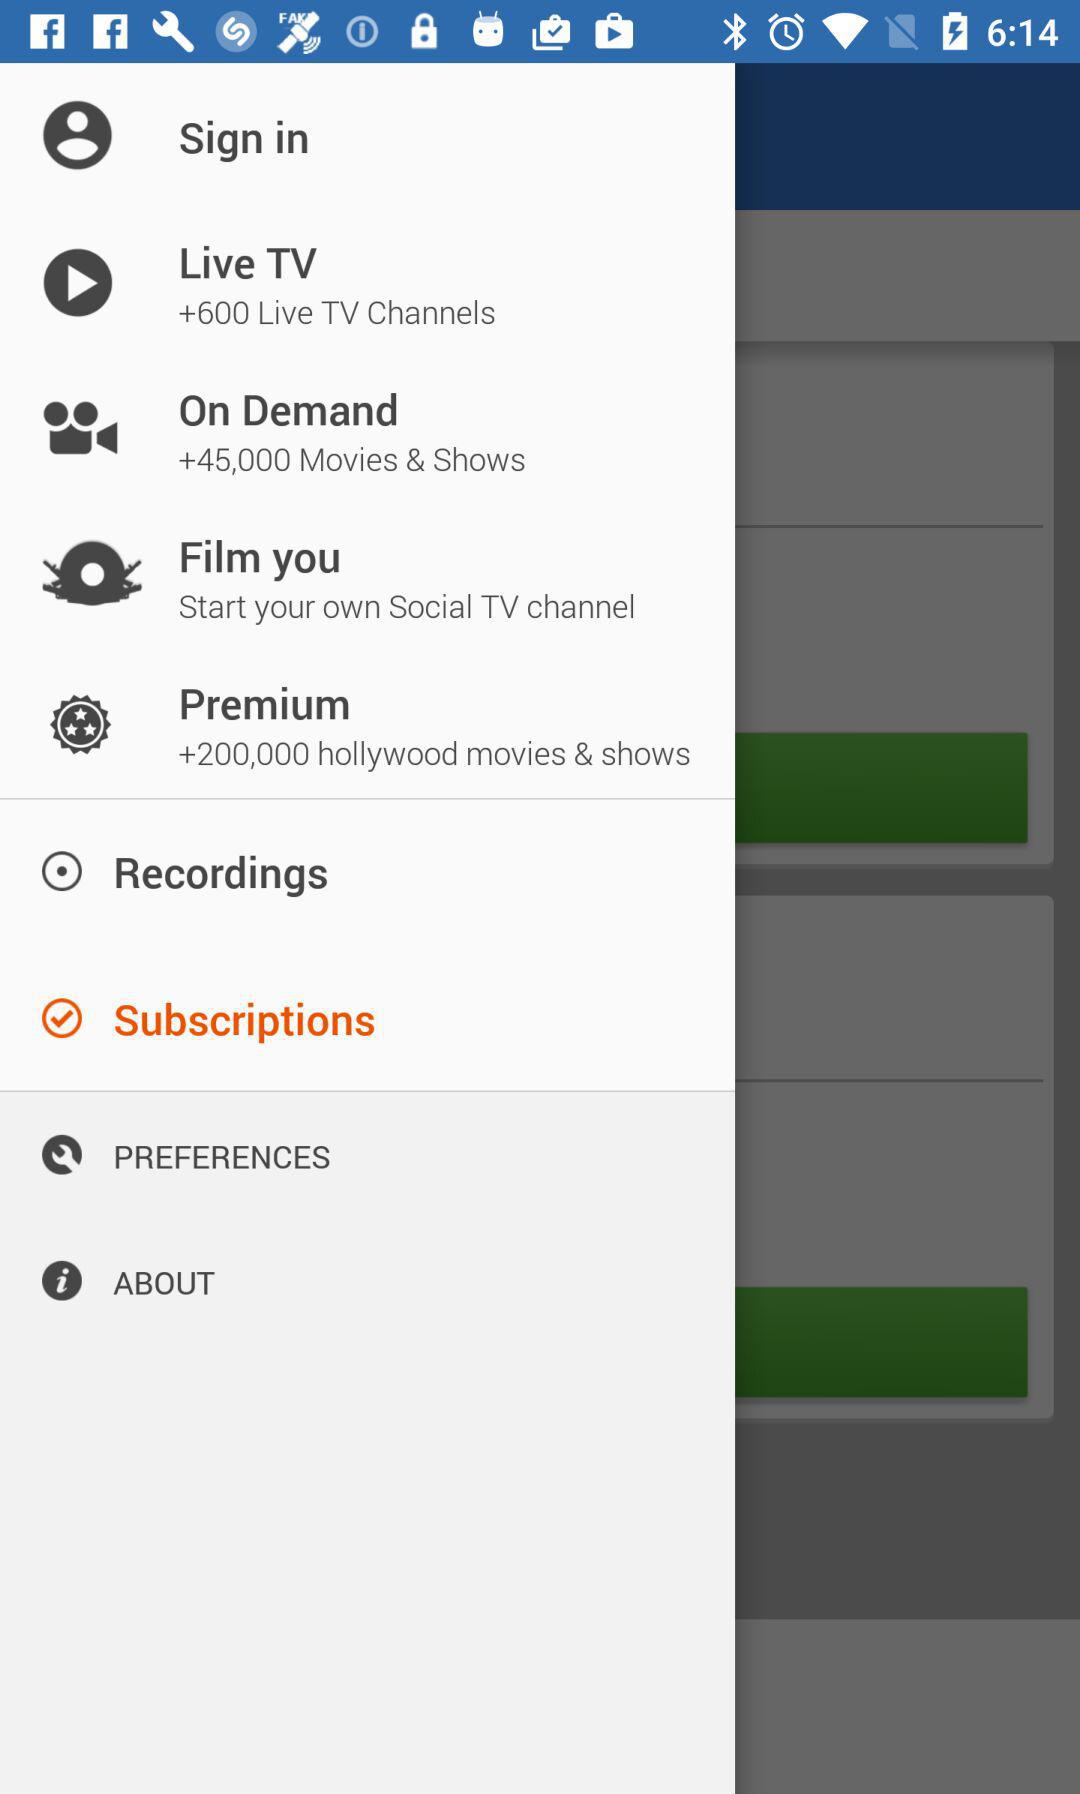 FAKE
6:14
Sign in
Live TV
+600 Live TV Channels
On Demand
+45,000 Movies & Shows
Film you
Start your own Social TV channel
Premium
+200,000 hollywood movies & shows
Recordings
Subscriptions
PREFERENCES
ABOUT